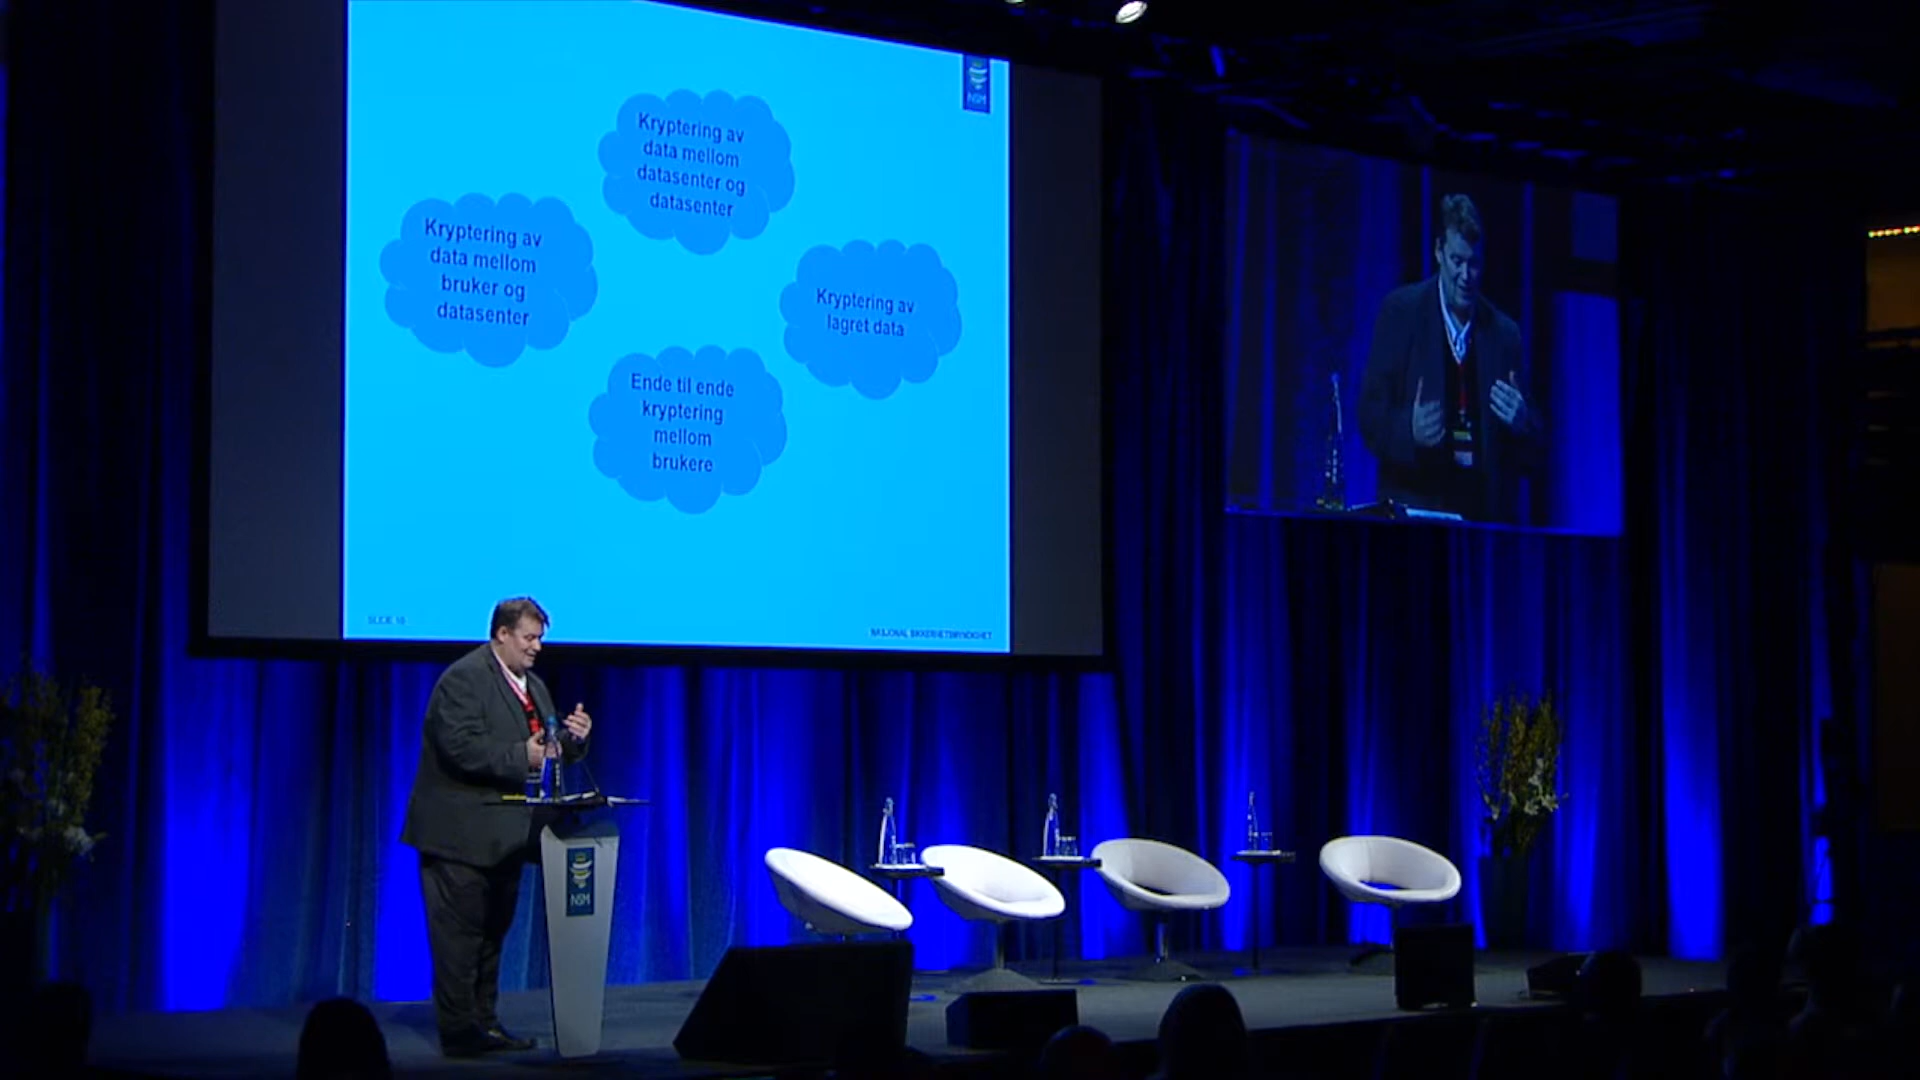 NSM
Kryptering av
data mellom
datasenter og
datasenter
Kryptering av
data mellom
bruker og
datasenter
Kryptering av
lagret data
Ende til ende
kryptering
mellom
brukere
NASJONAL SIKKERHETSMYNDIGHET
NSM